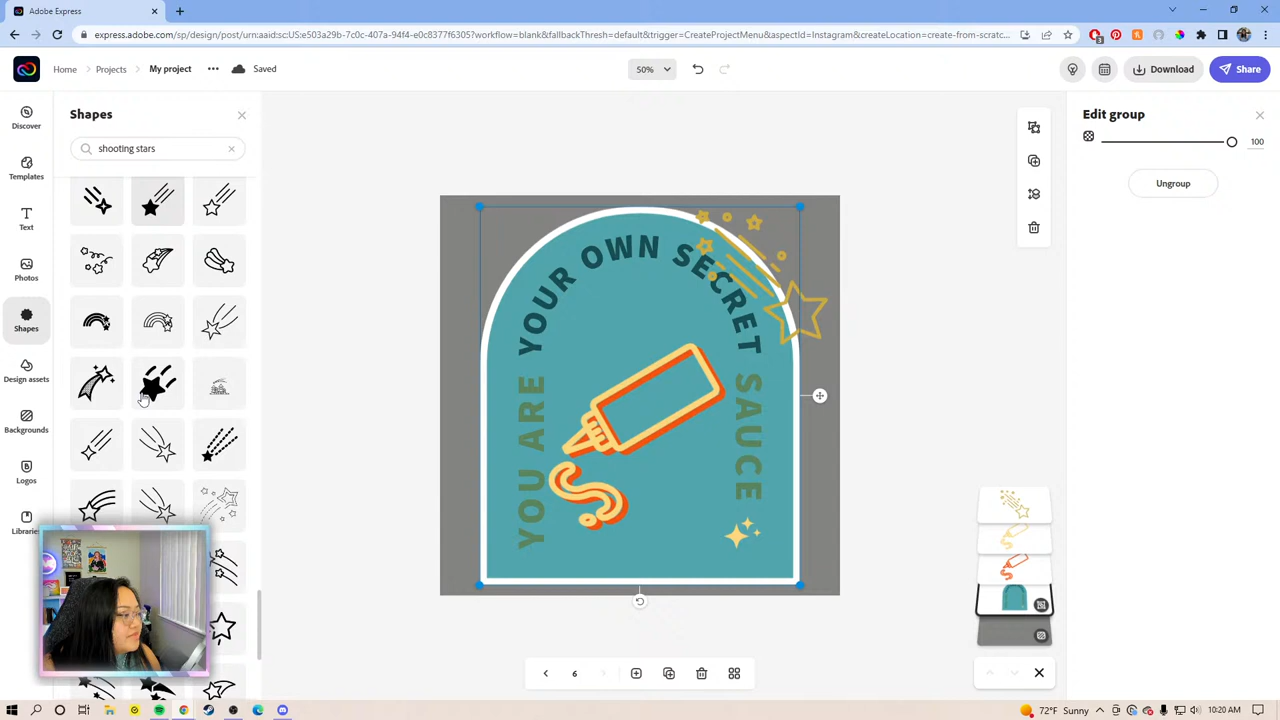 Adobe Express
express.adobe.com/sp/design/post/urn:aaid:sc:US:e503a29b-7c0c-407a-94f4-e0c8377f6305?workflow=blank&fallbackThresh=default&trigger=CreateProjectMenu&aspectId=Instagram&createLocation=create-from-scratc...
Home
Projects
My project
Saved
50%
Download
Share
Discover
Templates
Text
Photos
Shapes
Design assets
Backgrounds
Logos
Librarie
Shapes
shooting stars
YOU ARE YOUR OWN SECRET SAUCE
Edit group
100
Ungroup
6
72°F Sunny
10:20 AM